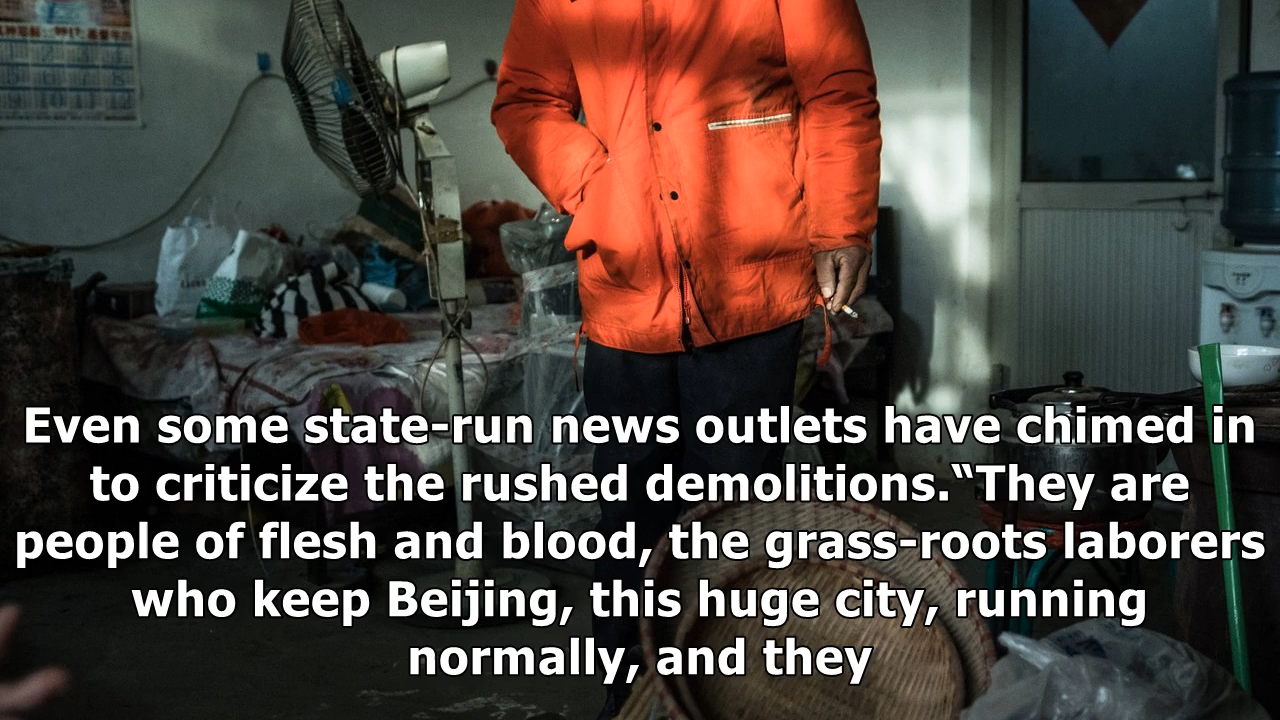 Even some state-run news outlets have chimed in
to criticize the rushed demolitions.“They are
people of flesh and blood, the grass-roots laborers
who keep Beijing, this huge city, running
normally, and they